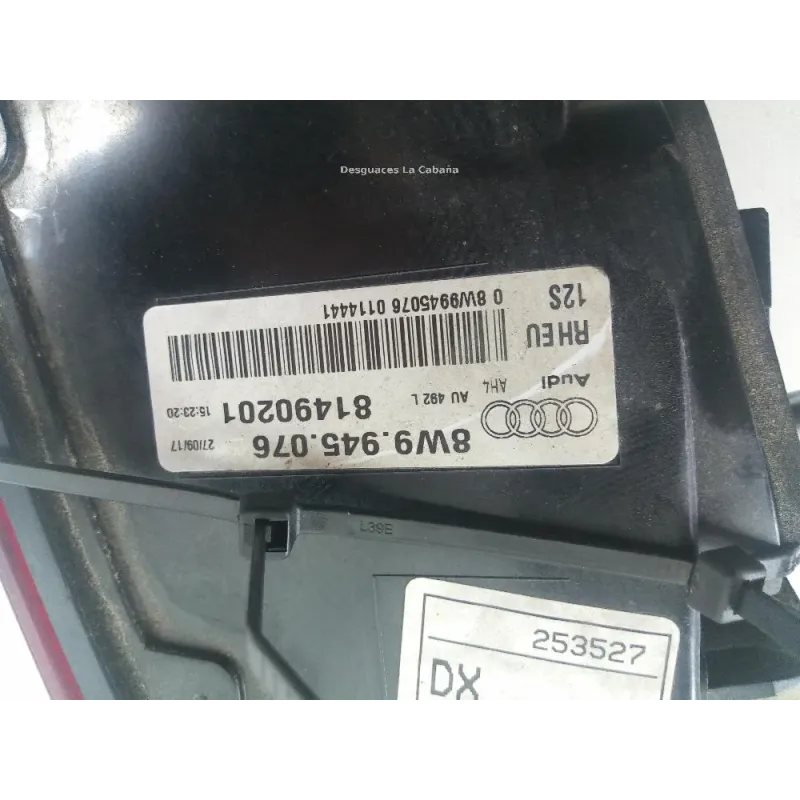 Desguaces La Cabaña
8W9.945.076
27/09/17
AU 492 L
81490201
15:23:20
Audi
AH4
RHEU
12S
0 8W9945076 0114441
L38E
253527
DX